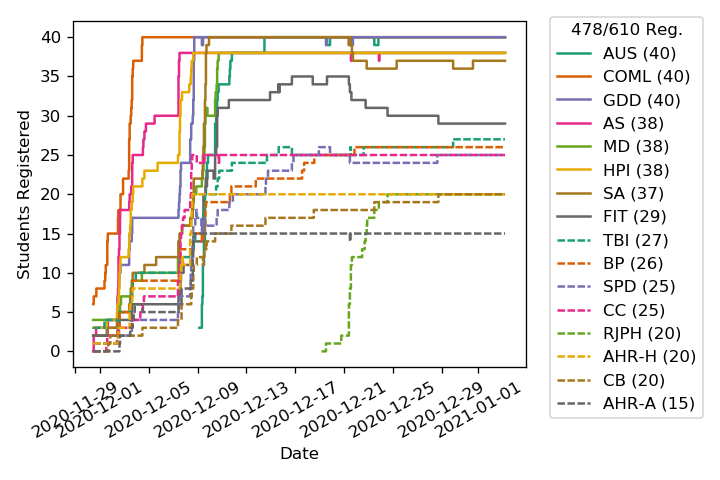 40
35
30
25
20
15
10
5
0
Students Registered
2020-11-29
2020-12-01
2020-12-05
2020-12-09
2020-12-13
2020-12-17
2020-12-21
2020-12-25
2020-12-29
2021-01-01
Date
478/610 Reg.
AUS (40)
COML (40)
GDD (40)
AS (38)
MD (38)
HPI (38)
SA (37)
FIT (29)
TBI (27)
BP (26)
SPD (25)
CC (25)
RJPH (20)
AHR-H (20)
CB (20)
AHR-A (15)